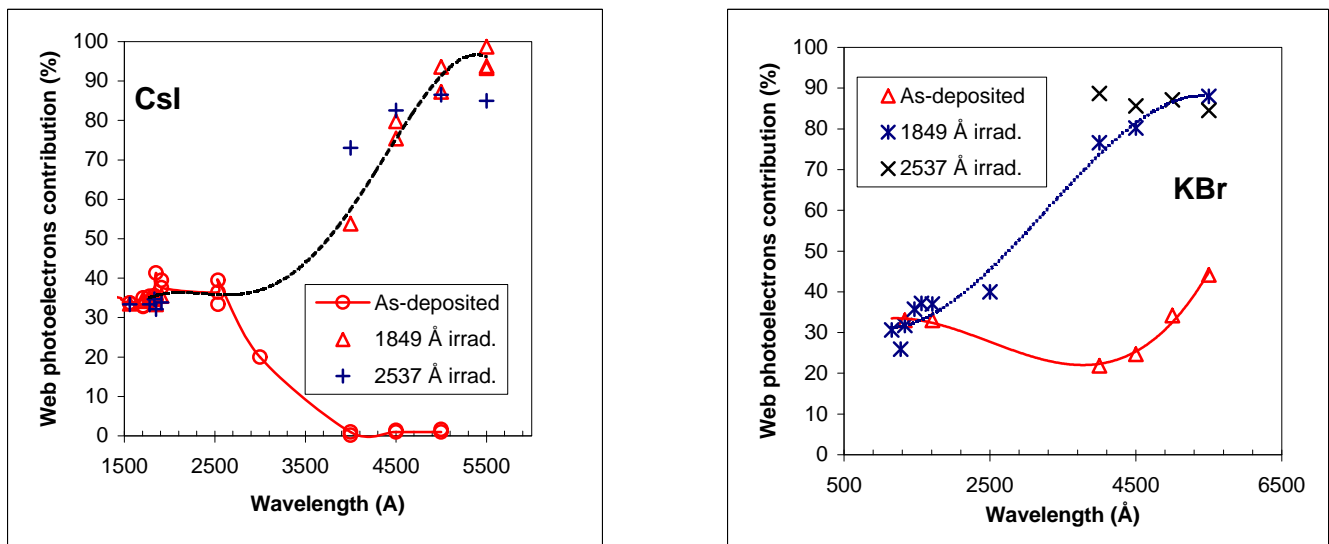 CsI
Web photoelectrons contribution (%)
100
90
80
70
60
50
40
30
20
10
0
As-deposited
1849 Å irrad.
2537 Å irrad.
1500 2500 3500 4500 5500
Wavelength (A)
Web photoelectrons contribution (%)
100
90
80
70
60
50
40
30
20
10
0
As-deposited
1849 Å irrad.
2537 Å irrad.
KBr
500 2500 4500 6500
Wavelength (Å)